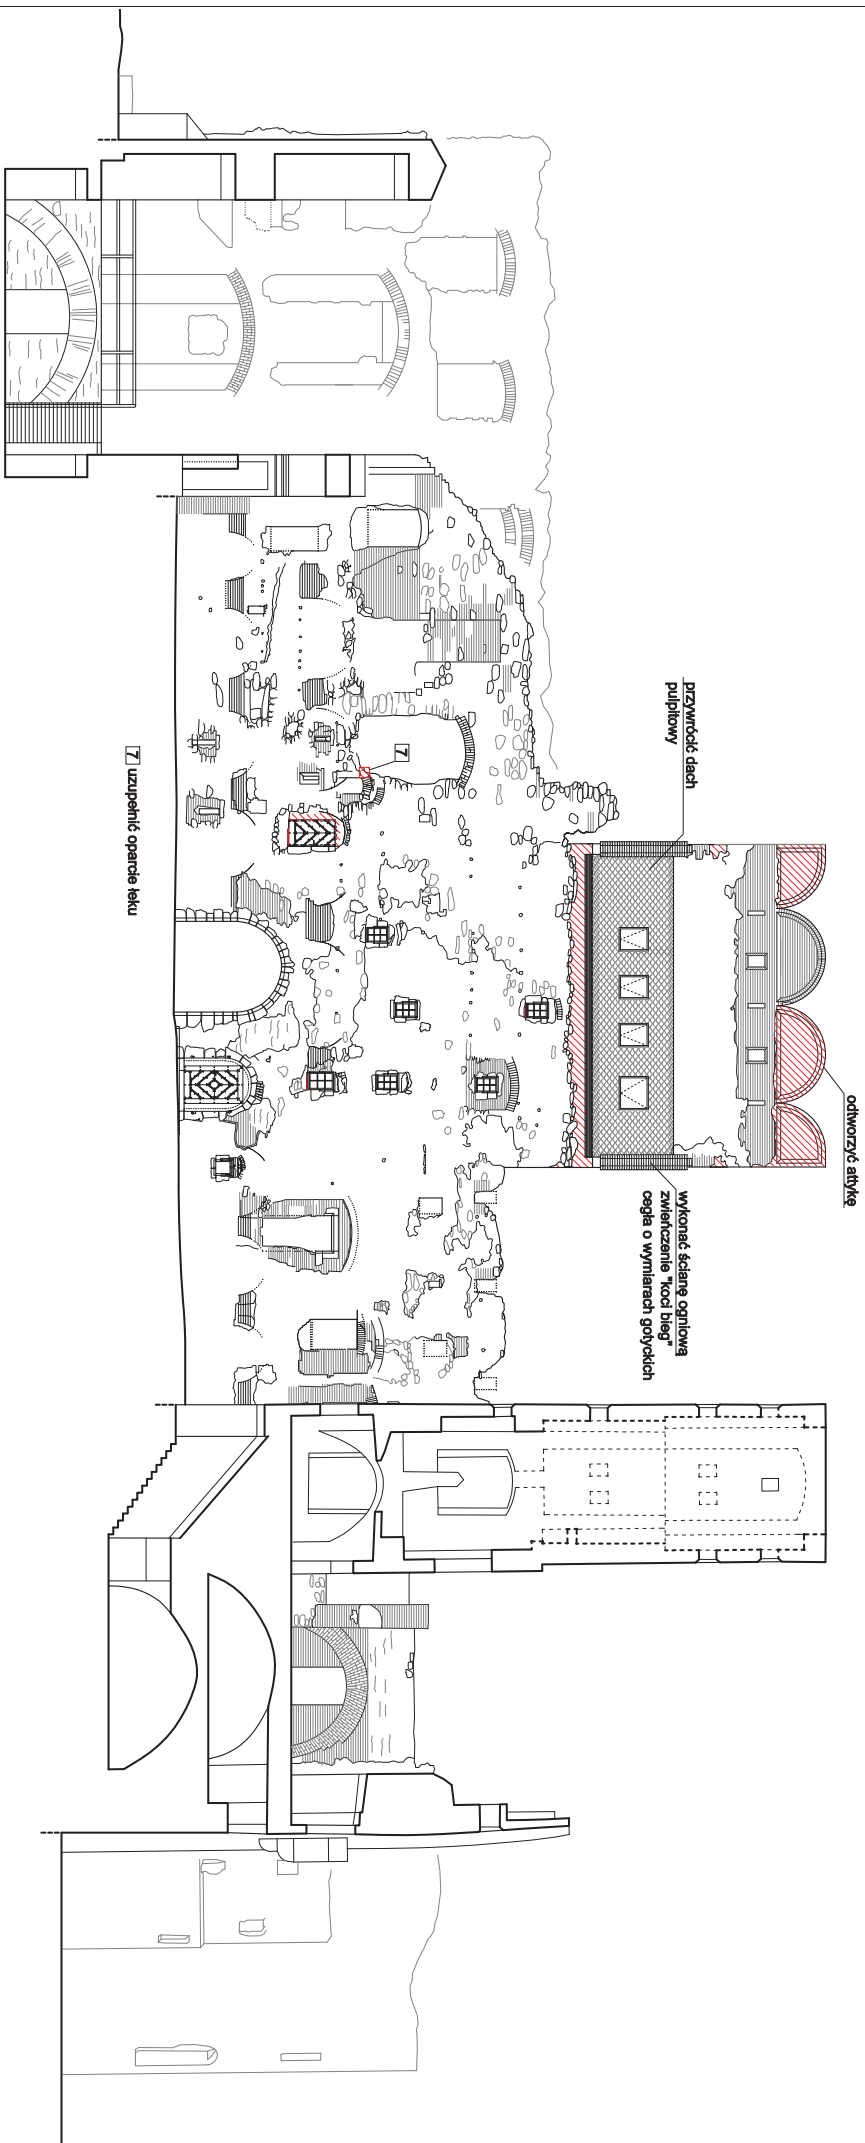 przywrócić dach
pulpitowy
odtworzyć attykę
wykonać ścianę ogniową
zwieńczenie "koci bieg"
cegła o wymiarach gotyckich
7
7 uzupełnić oparcie łęku